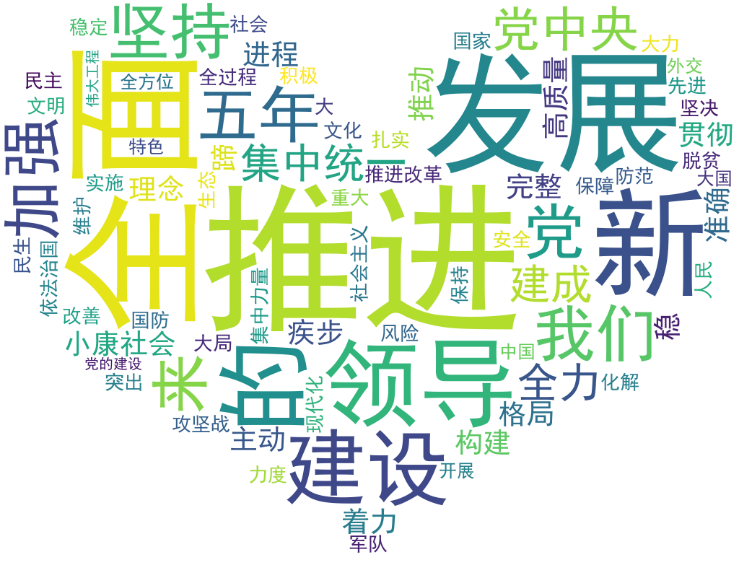 稳定
坚持
社会
党中央
国家
大力
民主
面
伟大工程
全方位
进程
全过程
积极
推动
发展
高质量
外交
先进
文明
五年
大
坚决
加强
特色
蹄
文化
扎实
贯彻
集中统一
脱贫
实施
理念
生态
推进改革
完整
保障
防范
大国
维护
全
推进
重大
新
准确
民生
依法治国
社会主义
安全
党
人民
集中力量
保持
建成
改善
国防
疾步
风险
我们
稳
小康社会
大局
的
领导
中国
党的建设
突出
来
现代化
全力
化解
攻坚战
主动
格局
建设
构建
力度
开展
着力
军队